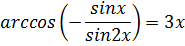 arccos(−sinx/sin2x) = 3x